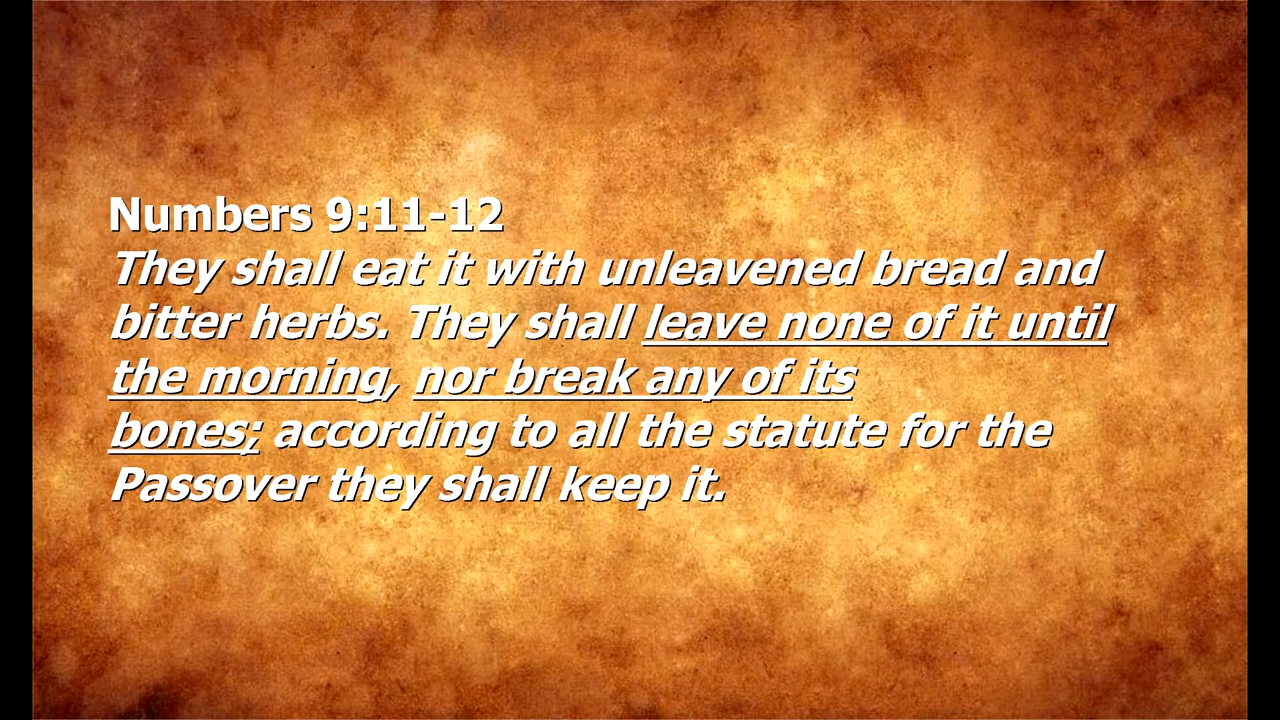 Numbers 9:11-12
They shall eat it with unleavened bread and
bitter herbs. They shall leave none of it until
the morning, nor break any of its
bones; according to all the statute for the
Passover they shall keep it.